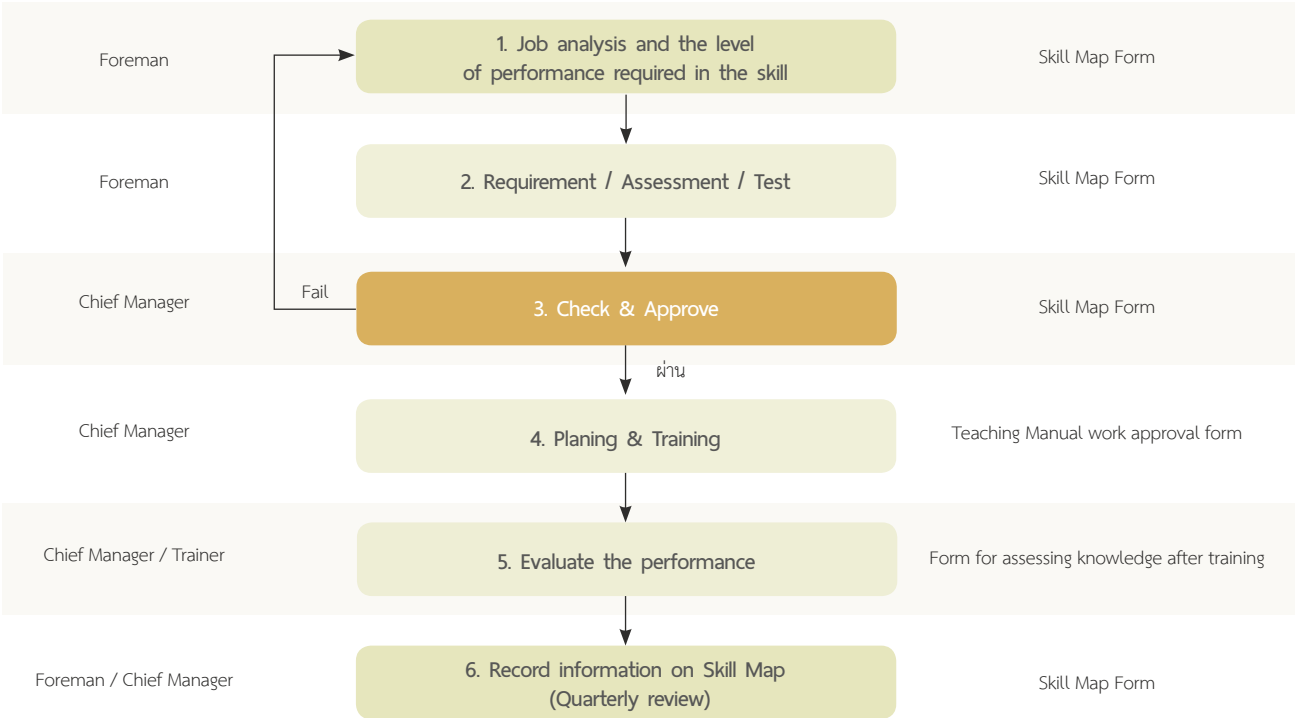 Foreman
1. Job analysis and the level
of performance required in the skill
Skill Map Form
Foreman
2. Requirement / Assessment / Test
Skill Map Form
Chief Manager
Fail
3. Check & Approve
Skill Map Form
ผ่าน
Chief Manager
4. Planing & Training
Teaching Manual work approval form
Chief Manager / Trainer
5. Evaluate the performance
Form for assessing knowledge after training
Foreman / Chief Manager
6. Record information on Skill Map
(Quarterly review)
Skill Map Form